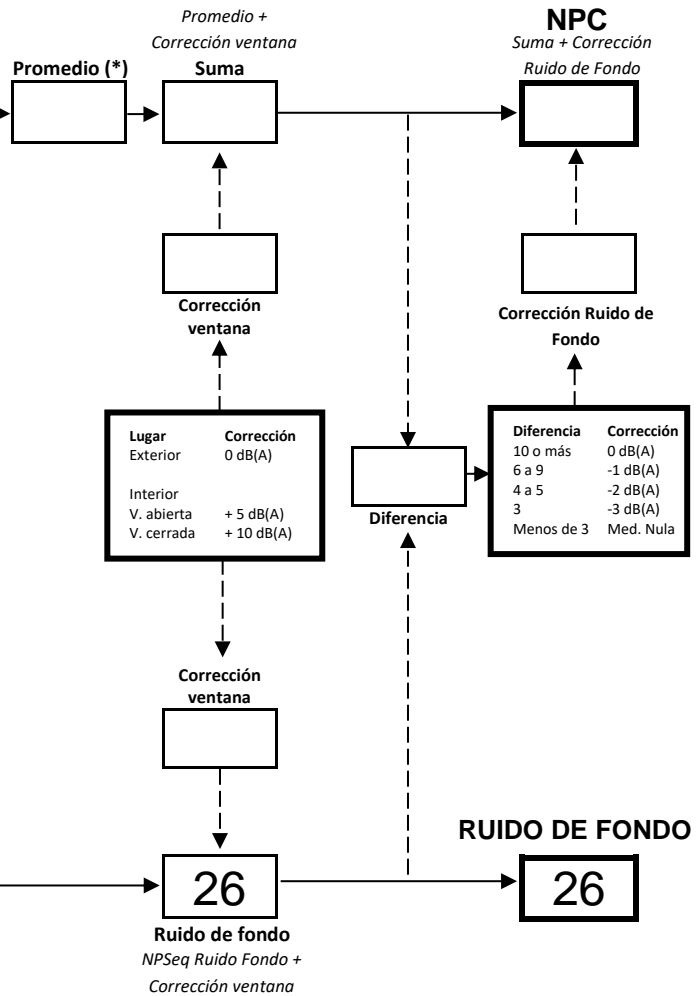 Promedio +
Corrección ventana
Promedio (*)
Suma
NPC
Suma + Corrección
Ruido de Fondo
Corrección
ventana
Corrección Ruido de
Fondo
Lugar Corrección
Exterior 0 dB(A)
Interior
V. abierta + 5 dB(A)
V. cerrada + 10 dB(A)
Diferencia
Diferencia Corrección
10 o más 0 dB(A)
6 a 9 -1 dB(A)
4 a 5 -2 dB(A)
3 -3 dB(A)
Menos de 3 Med. Nula
Corrección
ventana
26
Ruido de fondo
NPSeq Ruido Fondo +
Corrección ventana
RUIDO DE FONDO
26